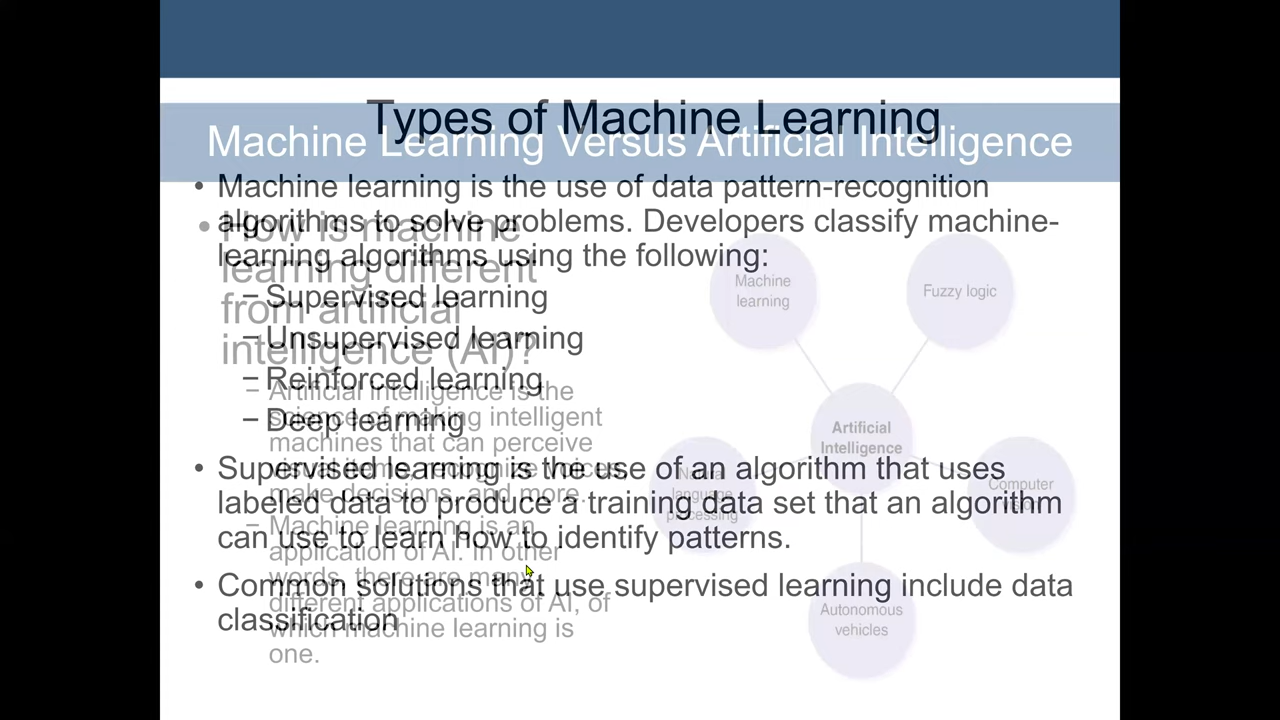 Types of Machine Learning
• Machine learning is the use of data pattern-recognition
algorithms to solve problems. Developers classify machine-
learning algorithms using the following:
– Supervised learning
– Unsupervised learning
– Reinforced learning
– Deep learning
• Supervised learning is the use of an algorithm that uses
labeled data to produce a training data set that an algorithm
can use to learn how to identify patterns.
• Common solutions that use supervised learning include data
classification
Machine Learning Versus Artificial Intelligence
• How is machine
learning different
from artificial
intelligence (AI)?
– Artificial intelligence is the
science of making intelligent
machines that can perceive
recognize voices,
make decisions, and more.
– Machine learning is an
application of AI. In other
words, there are many
different applications of AI, of
which machine learning is
one.
Machine
learning
Fuzzy logic
Artificial
Intelligence
Natural
language
processing
Computer
vision
Autonomous
vehicles